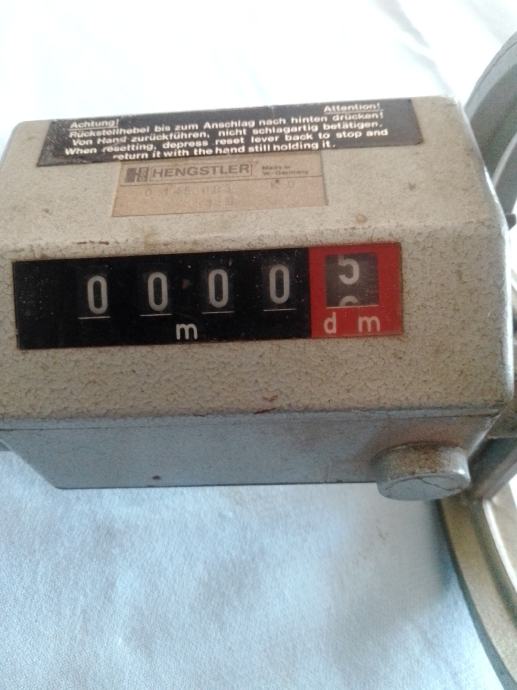 Achtung! Attention!
Rückstellhebel bis zum Anschlag nach hinten drücken!
Von Hand zurückführen, nicht schlagartig betätigen.
When resetting, depress reset lever back to stop and
return it with the hand still holding it.
HENGSTLER Made in
W.-Germany
0 0 0 0 5
m d m